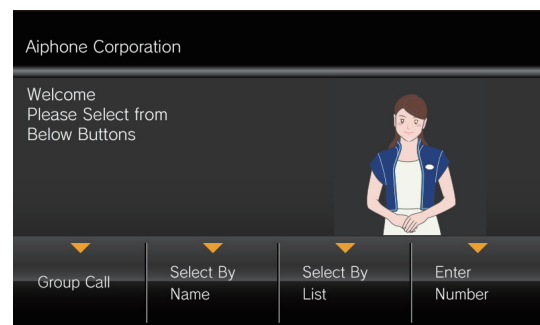 Aiphone Corporation
Welcome
Please Select from
Below Buttons
Group Call
Select By
Name
Select By
List
Enter
Number